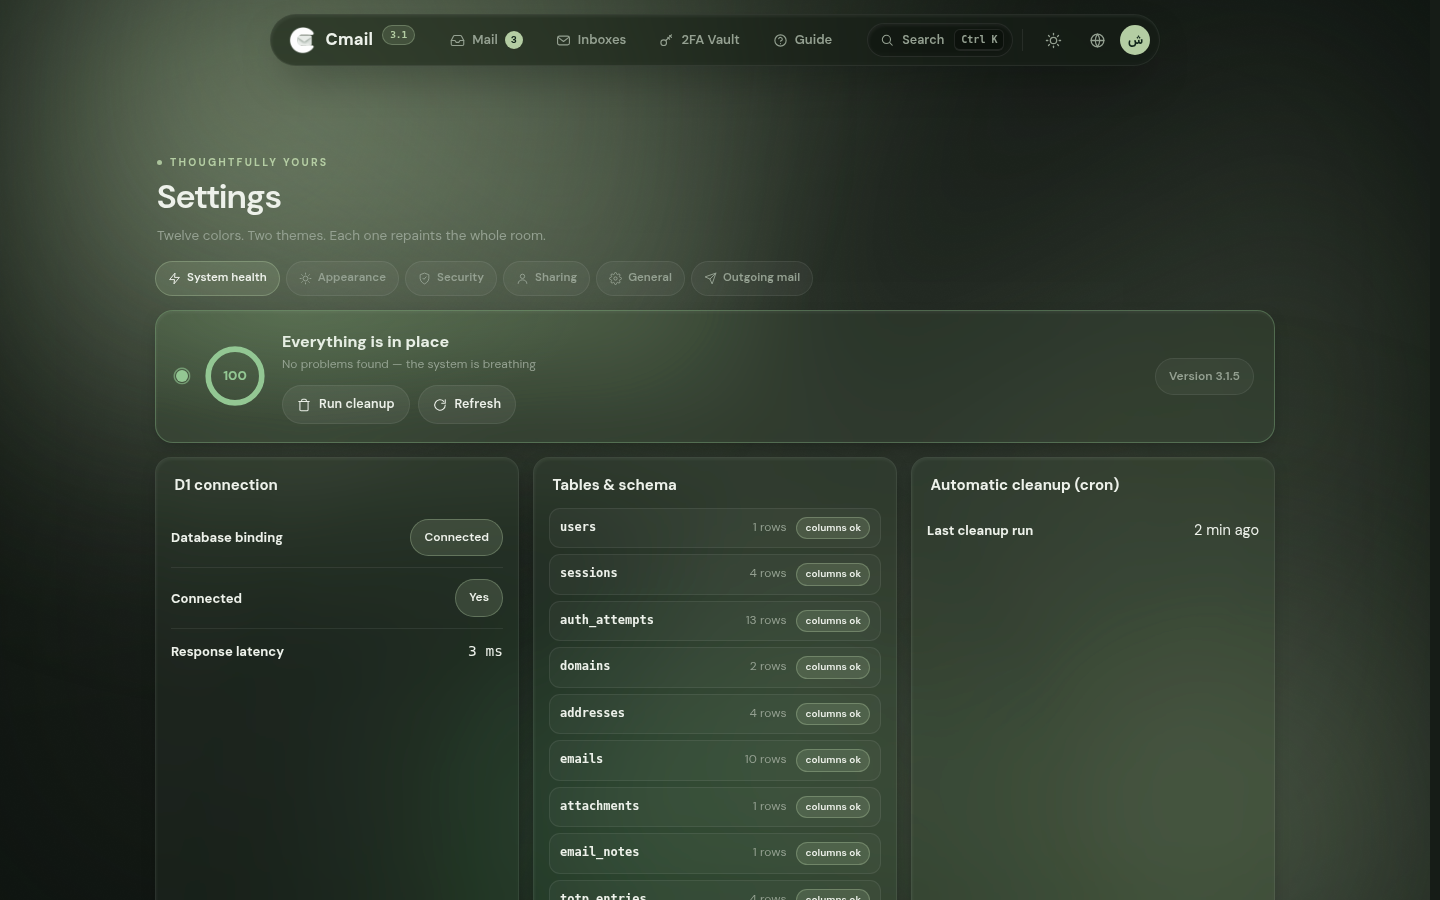 Cmail 3.1 Mail 3 Inboxes 2FA Vault Guide Search Ctrl K ش
THOUGHTFULLY YOURS
Settings
Twelve colors. Two themes. Each one repaints the whole room.
System health Appearance Security Sharing General Outgoing mail
100
Everything is in place
No problems found — the system is breathing
Run cleanup Refresh
Version 3.1.5
D1 connection
Database binding Connected
Connected Yes
Response latency 3 ms
Tables & schema
users 1 rows columns ok
sessions 4 rows columns ok
auth_attempts 13 rows columns ok
domains 2 rows columns ok
addresses 4 rows columns ok
emails 10 rows columns ok
attachments 1 rows columns ok
email_notes 1 rows columns ok
totp_entries 4 rows columns ok
Automatic cleanup (cron)
Last cleanup run 2 min ago